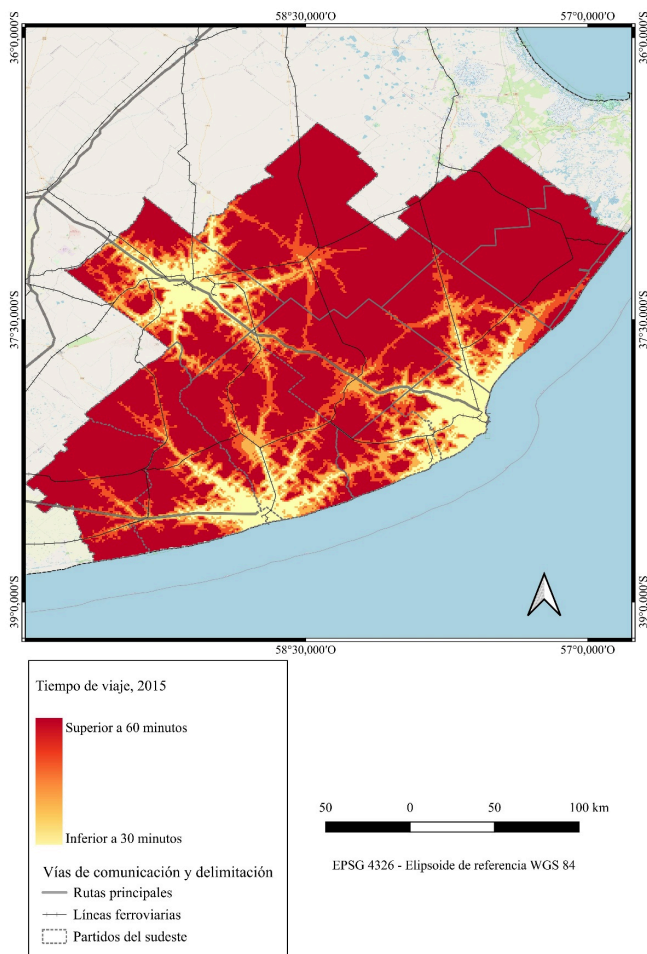 58°30,000'O 57°0,000'O
36°0,000'S 36°0,000'S
37°30,000'S 37°30,000'S
39°0,000'S 39°0,000'S
58°30,000'O 57°0,000'O
Tiempo de viaje, 2015
Superior a 60 minutos
Inferior a 30 minutos
Vías de comunicación y delimitación
Rutas principales
Líneas ferroviarias
Partidos del sudeste
50 0 50 100 km
EPSG 4326 - Elipsoide de referencia WGS 84